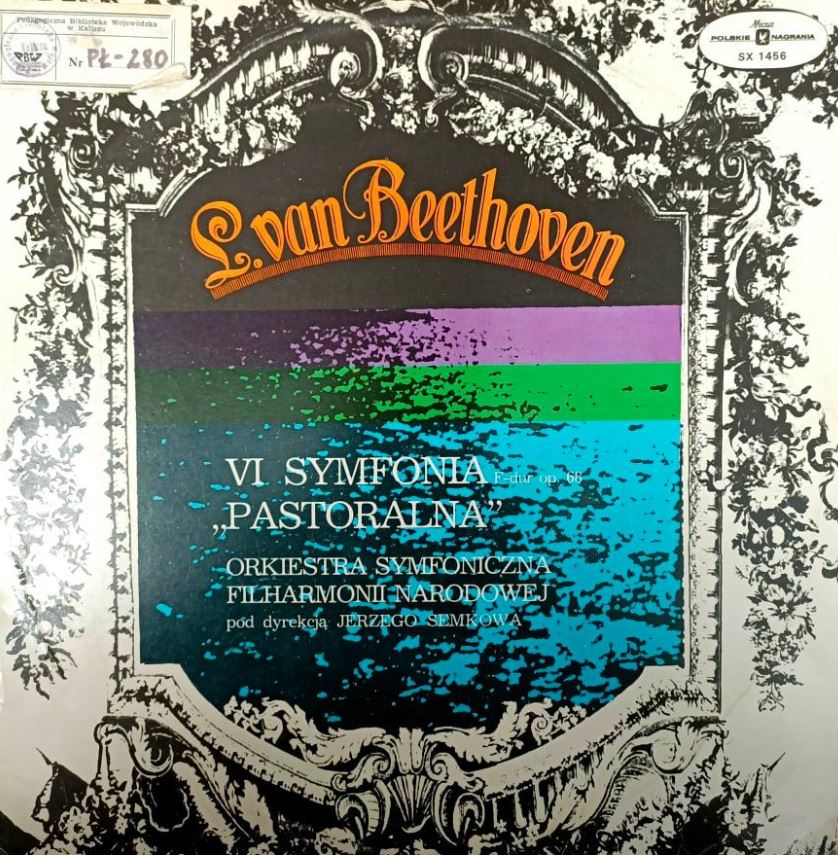 Pedagogiczna Biblioteka Wojewódzka
w Kaliszu
PBW
Nr PŁ-280
Muza
POLSKIE NAGRANIA
SX 1456
L. van Beethoven
VI SYMFONIA F-dur op. 68
„PASTORALNA”
ORKIESTRA SYMFONICZNA
FILHARMONII NARODOWEJ
pod dyrekcją JERZEGO SEMKOWA